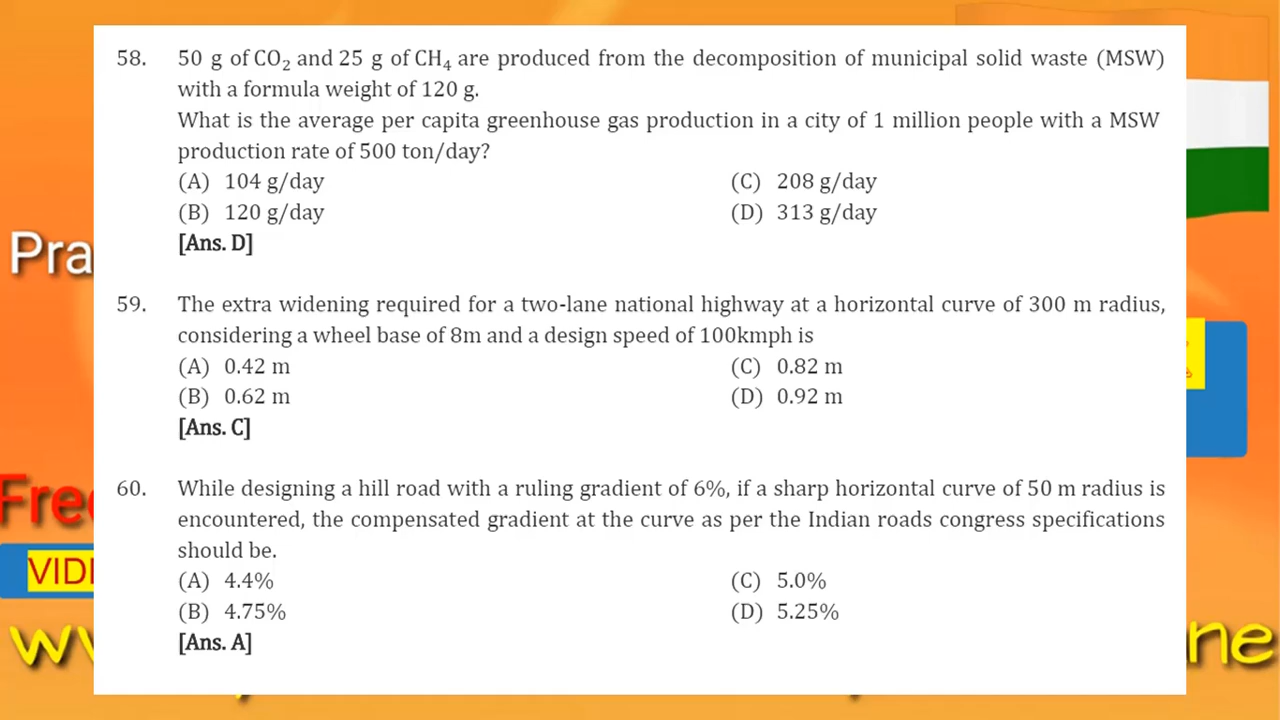 58. 50 g of CO₂ and 25 g of CH₄ are produced from the decomposition of municipal solid waste (MSW)
with a formula weight of 120 g.
What is the average per capita greenhouse gas production in a city of 1 million people with a MSW
production rate of 500 ton/day?
(A) 104 g/day (C) 208 g/day
(B) 120 g/day (D) 313 g/day
[Ans. D]
Pra
59. The extra widening required for a two-lane national highway at a horizontal curve of 300 m radius,
considering a wheel base of 8m and a design speed of 100kmph is
(A) 0.42 m (C) 0.82 m
(B) 0.62 m (D) 0.92 m
[Ans. C]
60. While designing a hill road with a ruling gradient of 6%, if a sharp horizontal curve of 50 m radius is
encountered, the compensated gradient at the curve as per the Indian roads congress specifications
should be.
Free
(A) 4.4% (C) 5.0%
VID
(B) 4.75% (D) 5.25%
[Ans. A]
ne